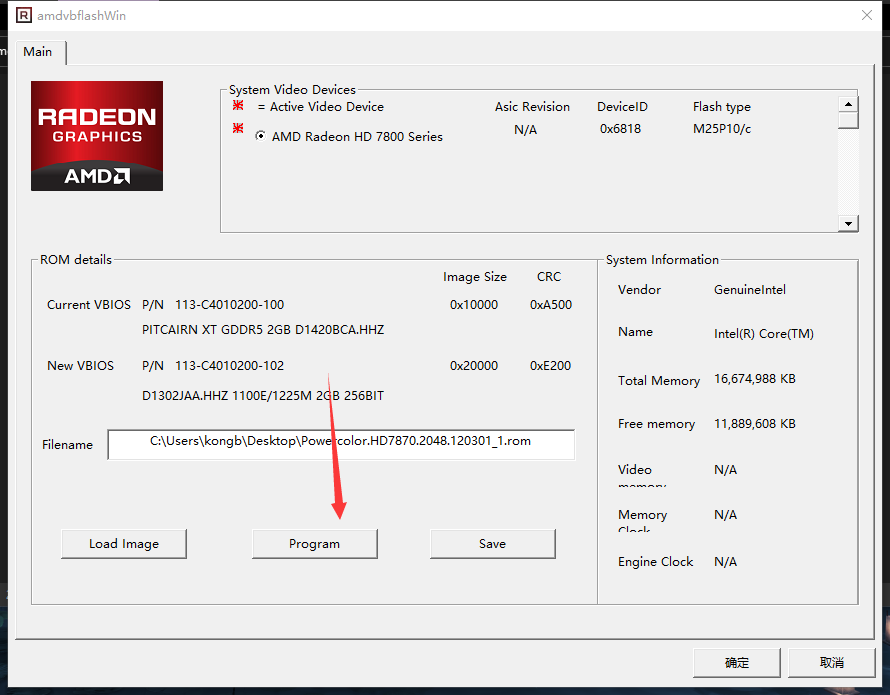 amdvbflashWin
Main
RADEON
GRAPHICS
AMD
System Video Devices
= Active Video Device Asic Revision DeviceID Flash type
AMD Radeon HD 7800 Series N/A 0x6818 M25P10/c
ROM details
Image Size CRC
Current VBIOS P/N 113-C4010200-100 0x10000 0xA500
PITCAIRN XT GDDR5 2GB D1420BCA.HHZ
New VBIOS P/N 113-C4010200-102 0x20000 0xE200
D1302JAA.HHZ 1100E/1225M 2GB 256BIT
Filename C:\Users\kongb\Desktop\Powercolor.HD7870.2048.120301_1.rom
Load Image Program Save
System Information
Vendor GenuineIntel
Name Intel(R) Core(TM)
Total Memory 16,674,988 KB
Free memory 11,889,608 KB
Video N/A
memory
Memory N/A
Clock
Engine Clock N/A
确定 取消